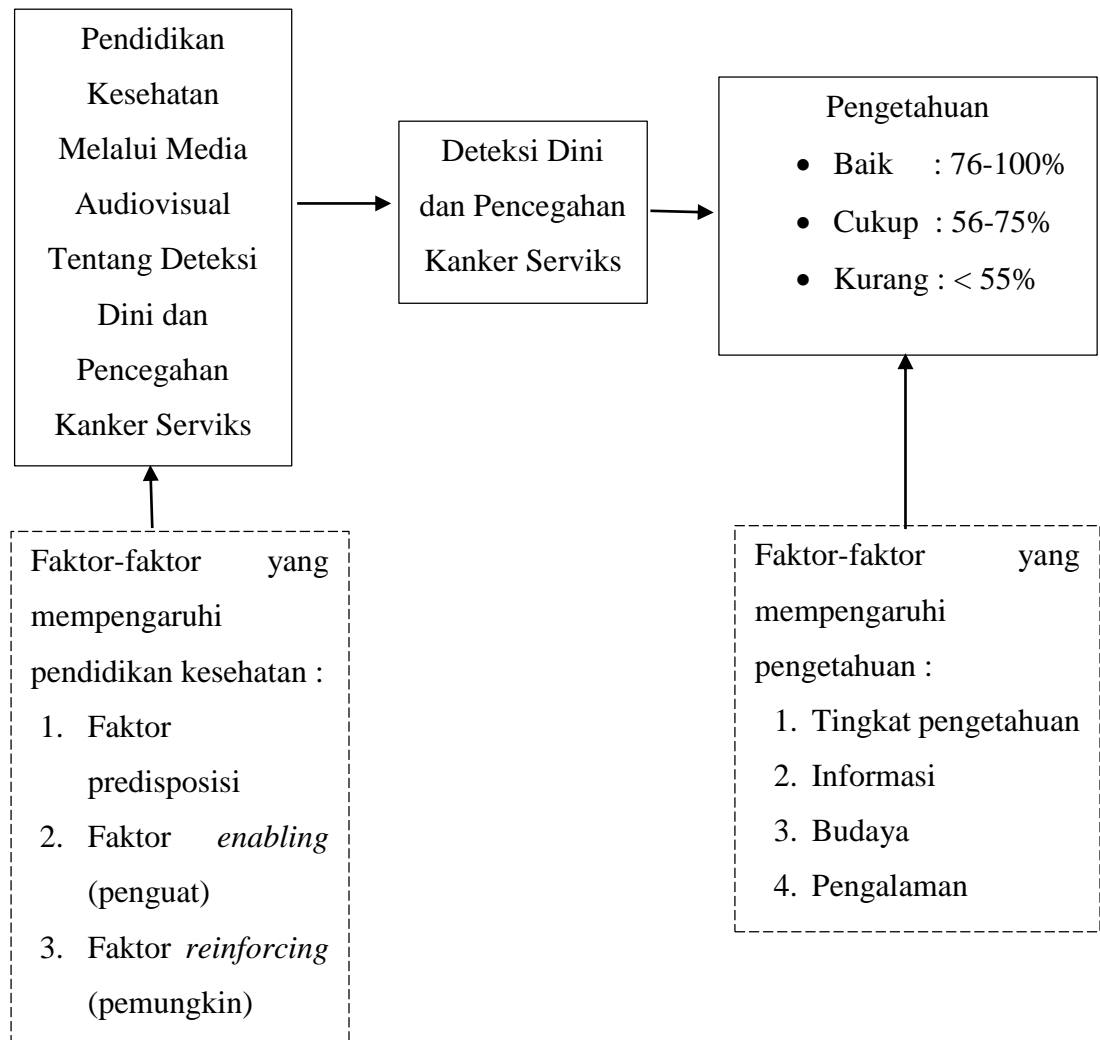 Pendidikan
Kesehatan
Melalui Media
Audiovisual
Tentang Deteksi
Dini dan
Pencegahan
Kanker Serviks
Deteksi Dini
dan Pencegahan
Kanker Serviks
Pengetahuan
• Baik : 76-100%
• Cukup : 56-75%
• Kurang : < 55%
Faktor-faktor yang
mempengaruhi
pendidikan kesehatan :
1. Faktor
predisposisi
2. Faktor enabling
(penguat)
3. Faktor reinforcing
(pemungkin)
Faktor-faktor yang
mempengaruhi
pengetahuan :
1. Tingkat pengetahuan
2. Informasi
3. Budaya
4. Pengalaman